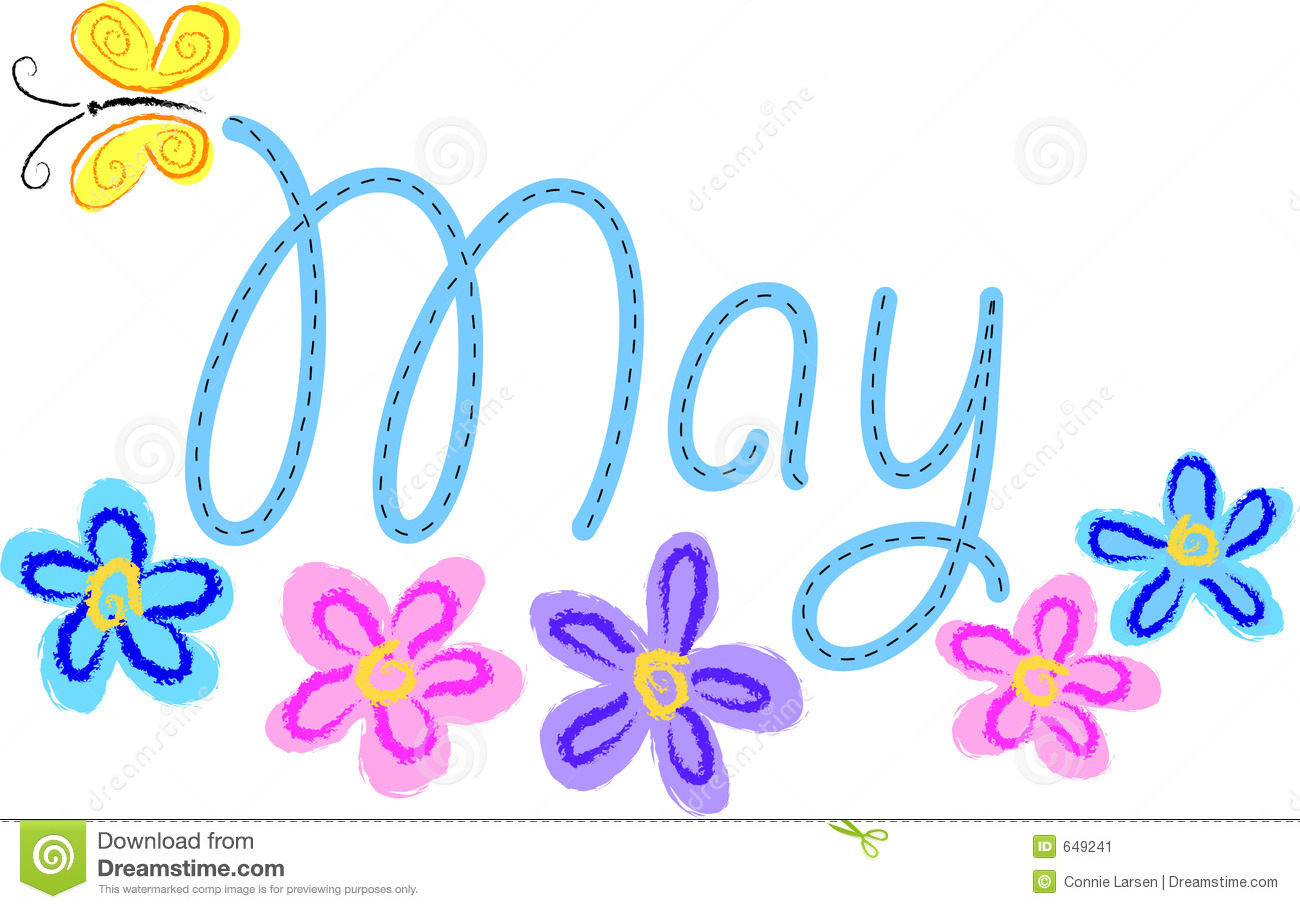 May
dreamstime
dreamstime
dreamstime
dreamstime
dreamstime
dreamstime
Download from
Dreamstime.com
This watermarked comp image is for previewing purposes only.
ID 649241
© Connie Larsen | Dreamstime.com